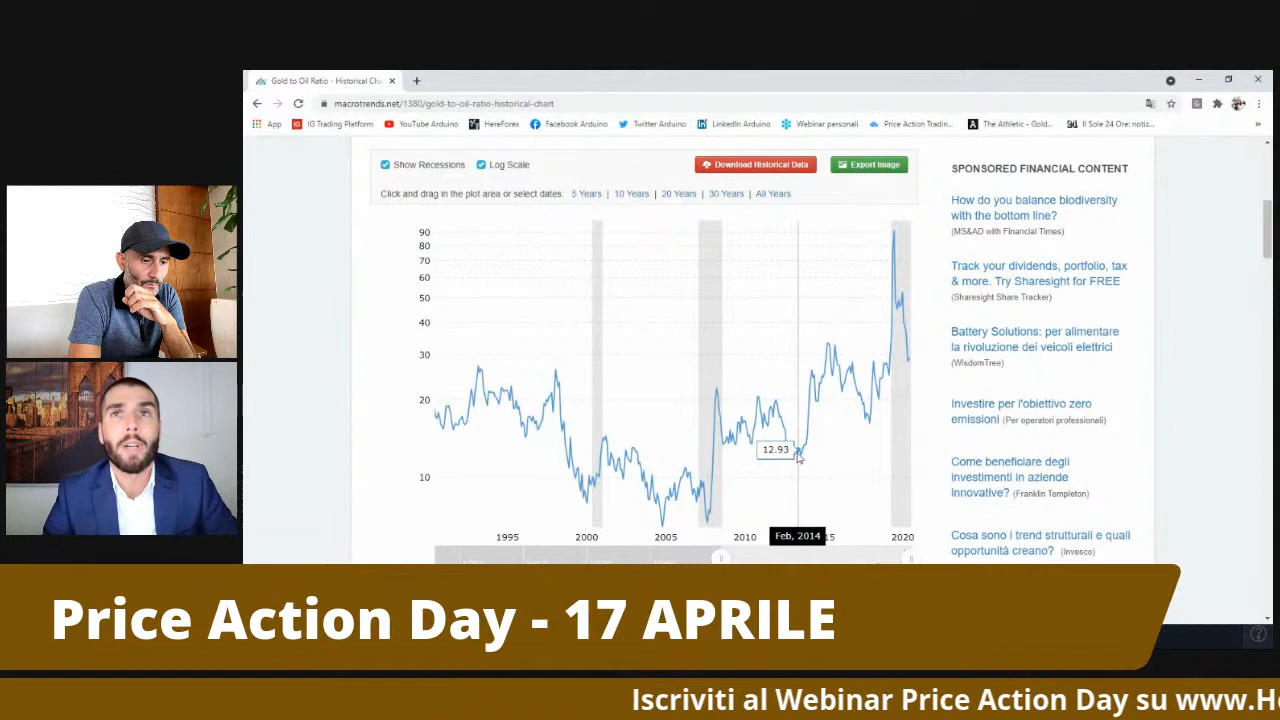 Gold to Oil Ratio - Historical Cha
macrotrends.net/1380/gold-to-oil-ratio-historical-chart
App IG Trading Platform YouTube Arduino HereForex Facebook Arduino Twitter Arduino LinkedIn Arduino Webinar personali Price Action Tradin... The Athletic - Gold... Il Sole 24 Ore: notiz... »
Show Recessions Log Scale Download Historical Data Export Image
Click and drag in the plot area or select dates: 5 Years | 10 Years | 20 Years | 30 Years | All Years
90
80
70
60
50
40
30
20
10
12.93
1995 2000 2005 2010 Feb, 2014 15 2020
SPONSORED FINANCIAL CONTENT
How do you balance biodiversity
with the bottom line?
(MS&AD with Financial Times)
Track your dividends, portfolio, tax
& more. Try Sharesight for FREE
(Sharesight Share Tracker)
Battery Solutions: per alimentare
la rivoluzione dei veicoli elettrici
(WisdomTree)
Investire per l'obiettivo zero
emissioni (Per operatori professionali)
Come beneficiare degli
investimenti in aziende
innovative? (Franklin Templeton)
Cosa sono i trend strutturali e quali
opportunità creano? (Invesco)
Price Action Day - 17 APRILE
Iscriviti al Webinar Price Action Day su www.H